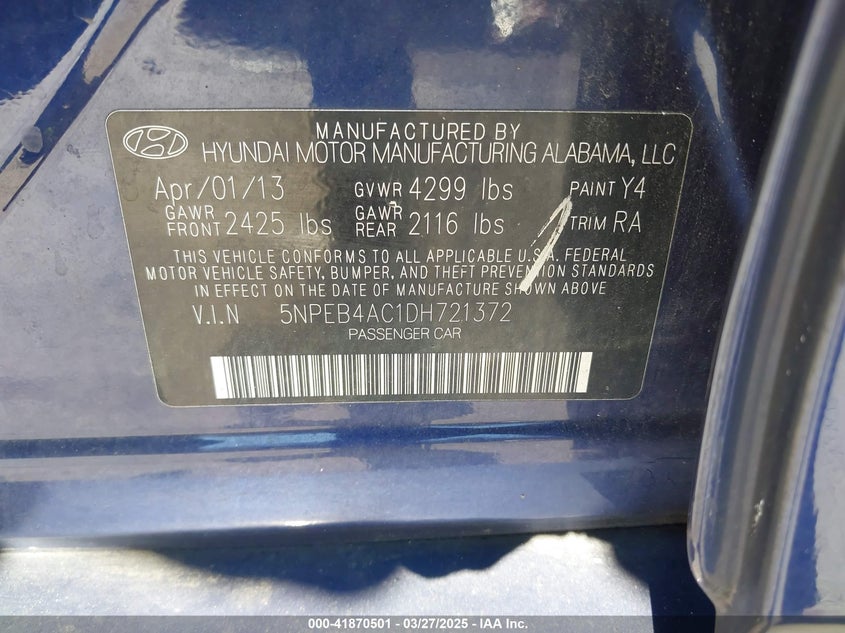 MANUFACTURED BY
HYUNDAI MOTOR MANUFACTURING ALABAMA, LLC
Apr/01/13 GVWR 4299 lbs PAINT Y4
GAWR FRONT 2425 lbs GAWR REAR 2116 lbs TRIM RA
THIS VEHICLE CONFORMS TO ALL APPLICABLE U.S.A. FEDERAL
MOTOR VEHICLE SAFETY, BUMPER, AND THEFT PREVENTION STANDARDS
IN EFFECT ON THE DATE OF MANUFACTURE SHOWN ABOVE
V.I.N 5NPEB4AC1DH721372
PASSENGER CAR
000-41870501 - 03/27/2025 - IAA Inc.